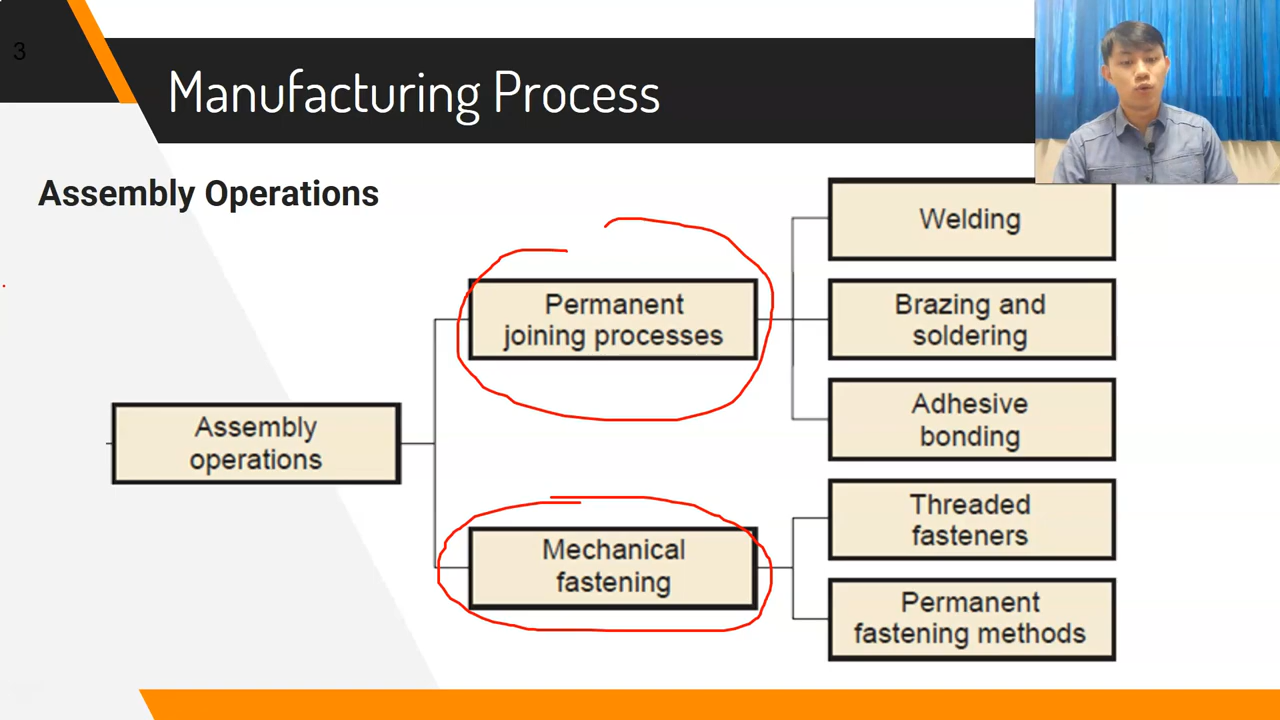 3
Manufacturing Process
Assembly Operations
Assembly
operations
Permanent
joining processes
Mechanical
fastening
Welding
Brazing and
soldering
Adhesive
bonding
Threaded
fasteners
Permanent
fastening methods